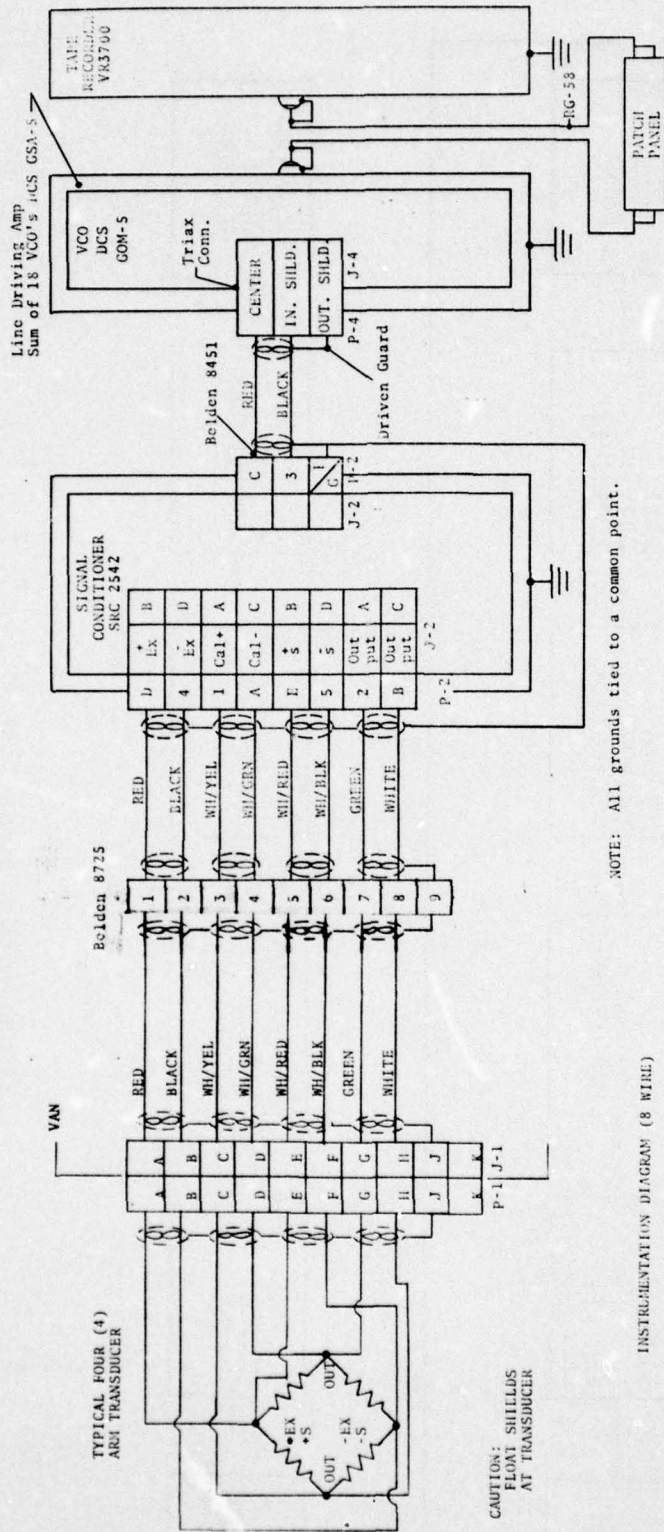 TYPICAL FOUR (4)
ARM TRANSDUCER
EX
+S
-EX
-S
OUT
OUT
CAUTION:
FLOAT SHIELDS
AT TRANSDUCER
VAN
A A
B B
C C
D D
E E
F F
G G
H H
J J
K K
P-1 J-1
RED
BLACK
WH/YEL
WH/GRN
WH/RED
WH/BLK
GREEN
WHITE
Belden 8725
1
2
3
4
5
6
7
8
9
RED
BLACK
WH/YEL
WH/GRN
WH/RED
WH/BLK
GREEN
WHITE
SIGNAL
CONDITIONER
SRC 2542
D + Ex B
4 - Ex D
1 Cal+ A
A Cal- C
E + s B
5 - s D
2 Out put A
B Out put C
P-2 J-2
Belden 8451
C
3
G
J-2
RED
BLACK
Driven Guard
Line Driving Amp
Sum of 18 VCO's DCS GSA-5
VCO
DCS
GOM-5
Triax
Conn.
CENTER
IN. SHLD.
OUT. SHLD.
P-4 J-4
TAPE
RECORDER
VR3700
RG-58
PATCH
PANEL
NOTE: All grounds tied to a common point.
INSTRUMENTATION DIAGRAM (8 WIRE)